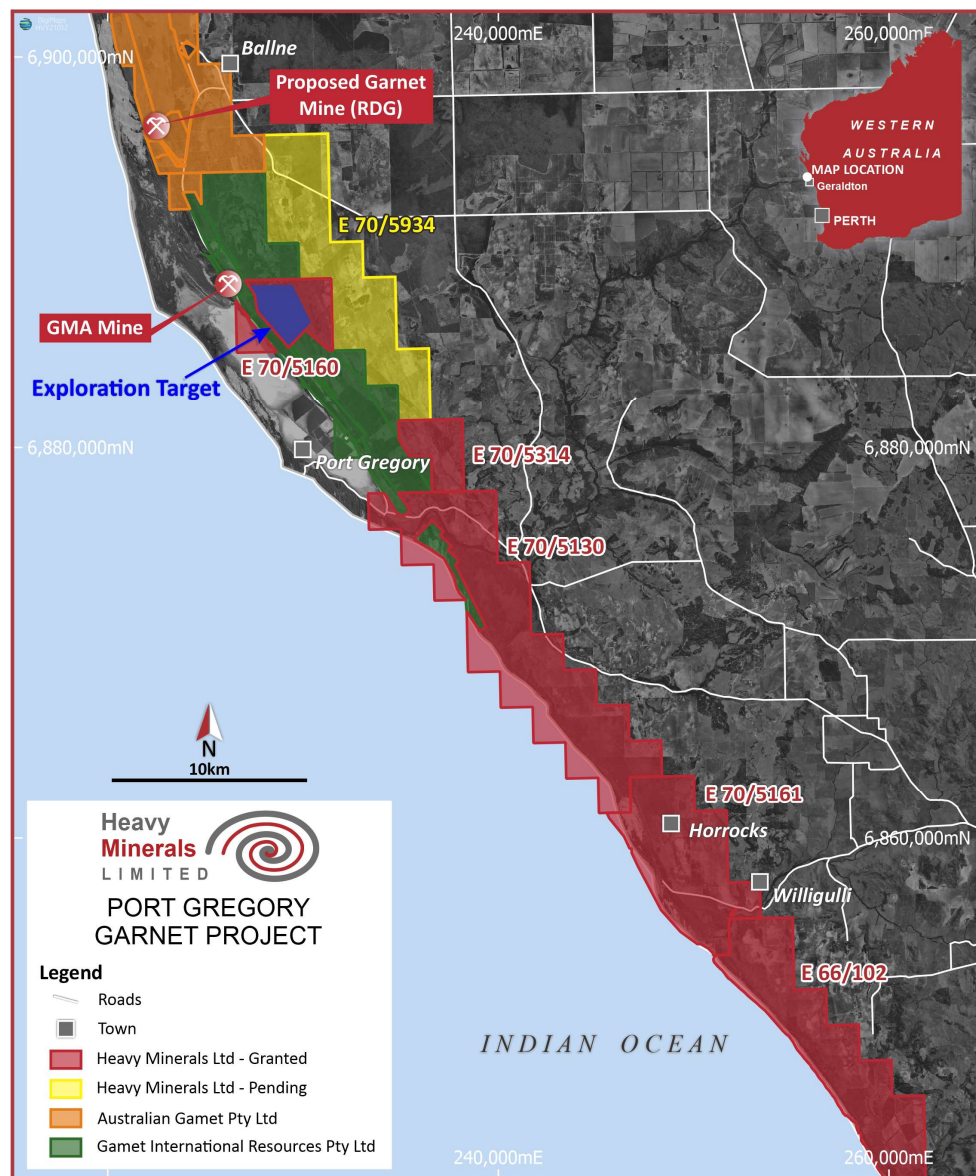 240,000mE
260,000mE
6,900,000mN
Ballne
Proposed Garnet
Mine (RDG)
WESTERN
AUSTRALIA
MAP LOCATION
Geraldton
PERTH
E 70/5934
GMA Mine
E 70/5160
Exploration Target
6,880,000mN
Port Gregory
E 70/5314
6,880,000mN
E 70/5130
N
10km
E 70/5161
Horrocks
6,860,000mN
Willigulli
E 66/102
INDIAN OCEAN
Heavy
Minerals
LIMITED
PORT GREGORY
GARNET PROJECT
Legend
Roads
Town
Heavy Minerals Ltd - Granted
Heavy Minerals Ltd - Pending
Australian Gamet Pty Ltd
Gamet International Resources Pty Ltd
240,000mE
260,000mE